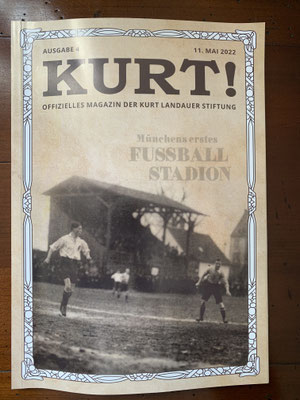 AUSGABE 4
11. MAI 2022
KURT!
OFFIZIELLES MAGAZIN DER KURT LANDAUER STIFTUNG
Münchens erstes
FUSSBALL
STADION